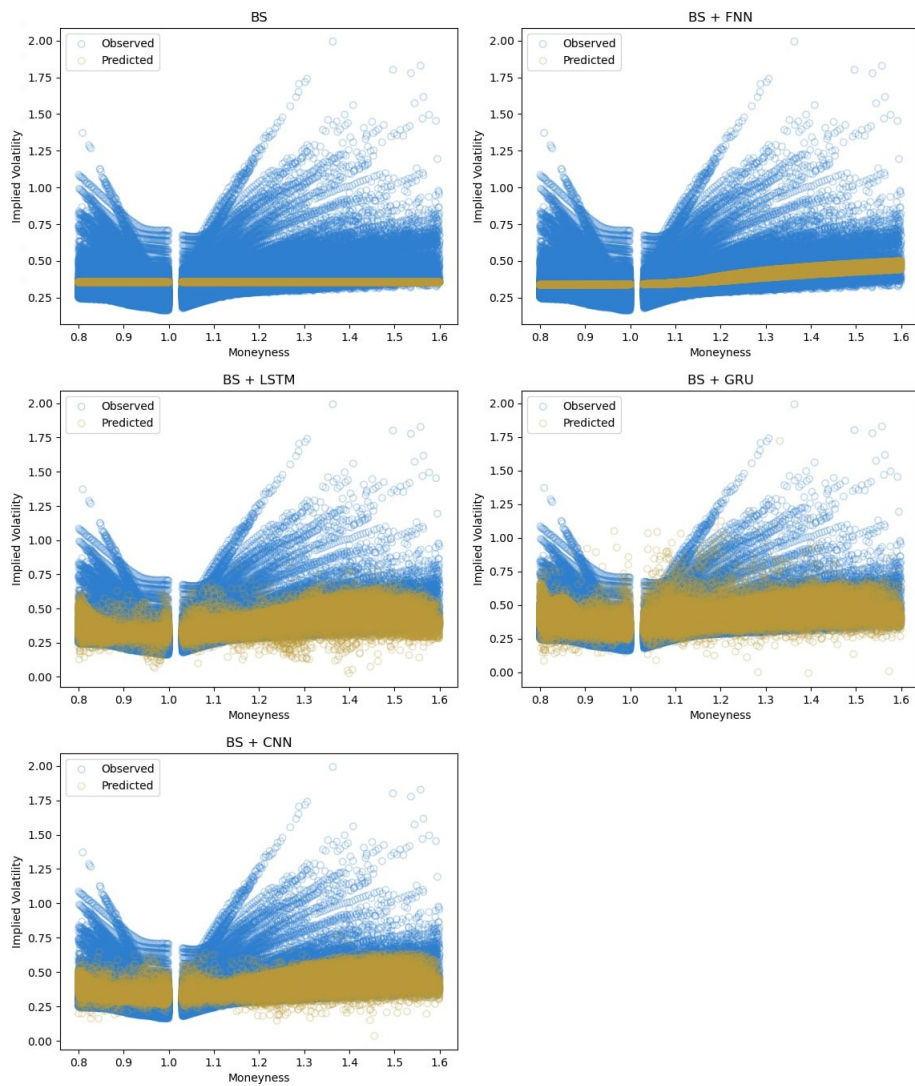 BS
Observed
Predicted
2.00
1.75
1.50
1.25
1.00
0.75
0.50
0.25
Implied Volatility
0.8 0.9 1.0 1.1 1.2 1.3 1.4 1.5 1.6
Moneyness
BS + FNN
Observed
Predicted
2.00
1.75
1.50
1.25
1.00
0.75
0.50
0.25
Implied Volatility
0.8 0.9 1.0 1.1 1.2 1.3 1.4 1.5 1.6
Moneyness
BS + LSTM
Observed
Predicted
2.00
1.75
1.50
1.25
1.00
0.75
0.50
0.25
0.00
Implied Volatility
0.8 0.9 1.0 1.1 1.2 1.3 1.4 1.5 1.6
Moneyness
BS + GRU
Observed
Predicted
2.00
1.75
1.50
1.25
1.00
0.75
0.50
0.25
0.00
Implied Volatility
0.8 0.9 1.0 1.1 1.2 1.3 1.4 1.5 1.6
Moneyness
BS + CNN
Observed
Predicted
2.00
1.75
1.50
1.25
1.00
0.75
0.50
0.25
0.00
Implied Volatility
0.8 0.9 1.0 1.1 1.2 1.3 1.4 1.5 1.6
Moneyness